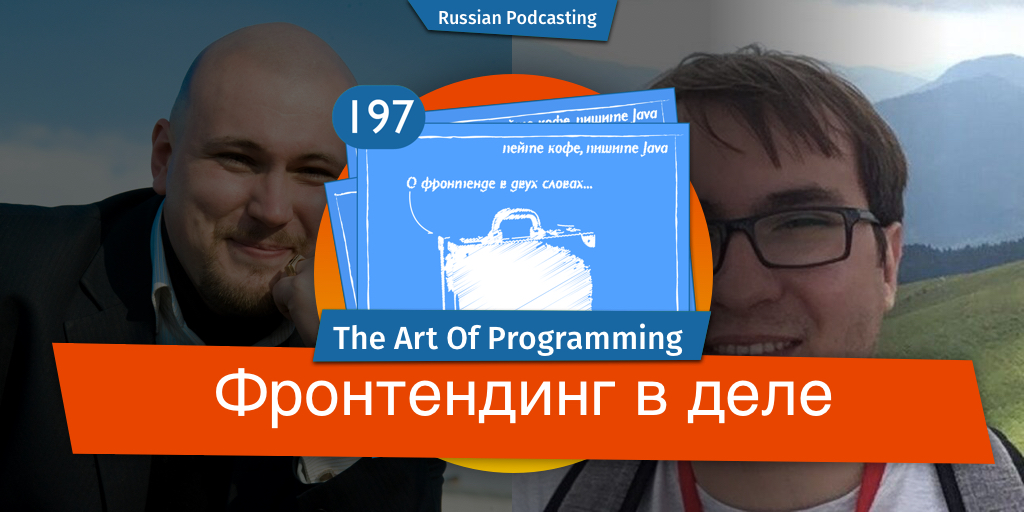 Russian Podcasting
197
кофе, пишите Java
пейте кофе, пишите Java
О фронтенде в двух словах...
The Art Of Programming
Фронтендинг в деле